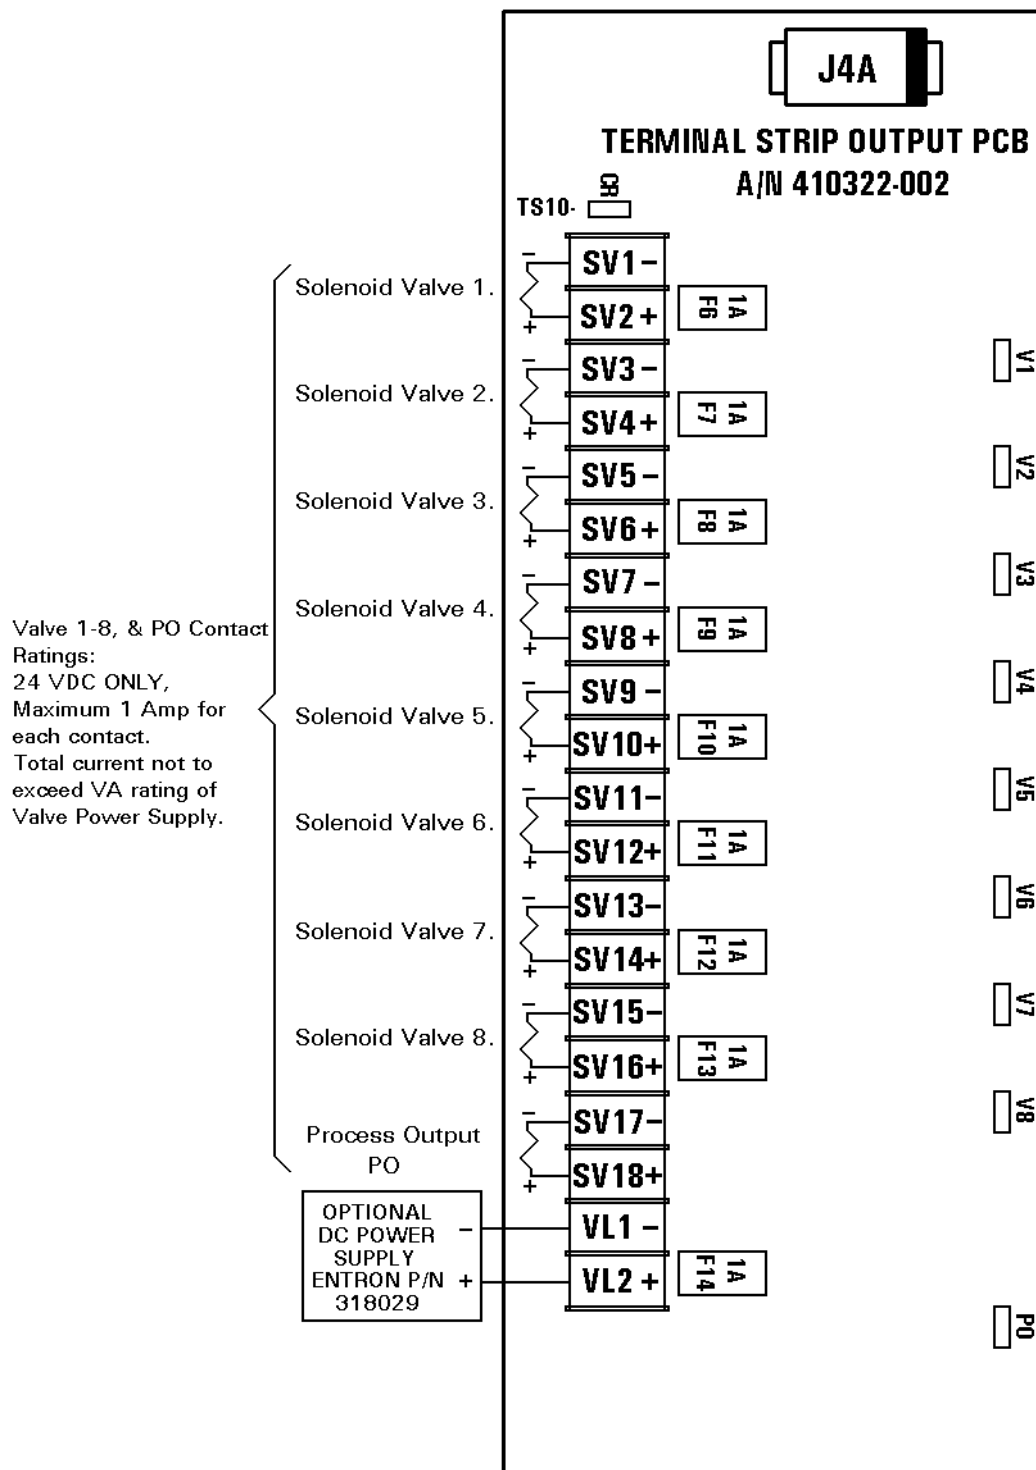 J4A
TERMINAL STRIP OUTPUT PCB
A/N 410322-002
CR
TS10-
Solenoid Valve 1.
- SV1-
+ SV2+
F6 1A
V1
Solenoid Valve 2.
- SV3-
+ SV4+
F7 1A
V2
Solenoid Valve 3.
- SV5-
+ SV6+
F8 1A
V3
Solenoid Valve 4.
- SV7-
+ SV8+
F9 1A
V4
Valve 1-8, & PO Contact
Ratings:
24 VDC ONLY,
Maximum 1 Amp for
each contact.
Total current not to
exceed VA rating of
Valve Power Supply.
Solenoid Valve 5.
- SV9-
+ SV10+
F10 1A
V5
Solenoid Valve 6.
- SV11-
+ SV12+
F11 1A
V6
Solenoid Valve 7.
- SV13-
+ SV14+
F12 1A
V7
Solenoid Valve 8.
- SV15-
+ SV16+
F13 1A
V8
Process Output
PO
- SV17-
+ SV18+
OPTIONAL
DC POWER -
SUPPLY
ENTRON P/N +
318029
VL1 -
VL2 +
F14 1A
PO